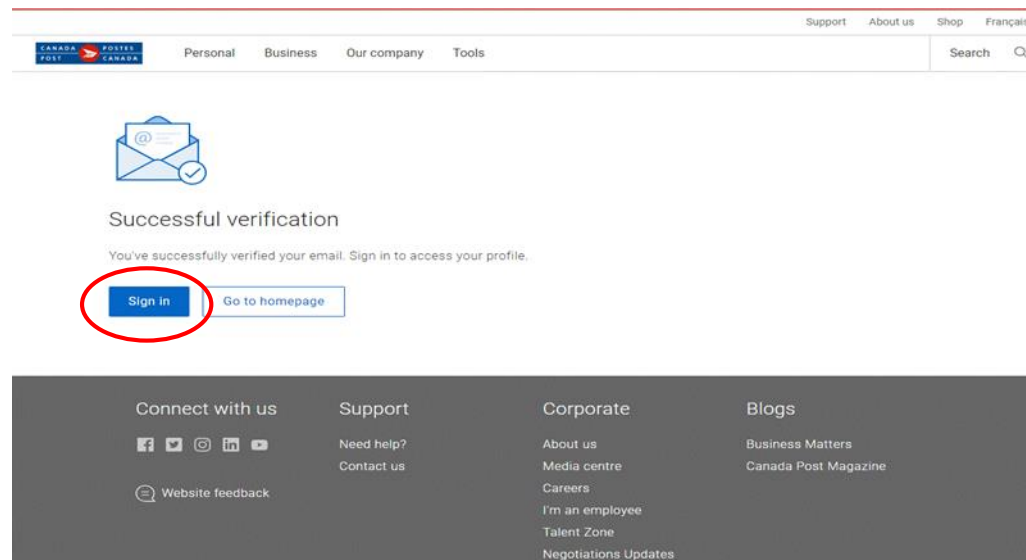 Support About us Shop Français
CANADA POSTES
POST CANADA
Personal Business Our company Tools
Search
@
Successful verification
You've successfully verified your email. Sign in to access your profile.
Sign in Go to homepage
Connect with us Support Corporate Blogs
Need help? About us Business Matters
Contact us Media centre Canada Post Magazine
Website feedback Careers
I'm an employee
Talent Zone
Negotiations Updates